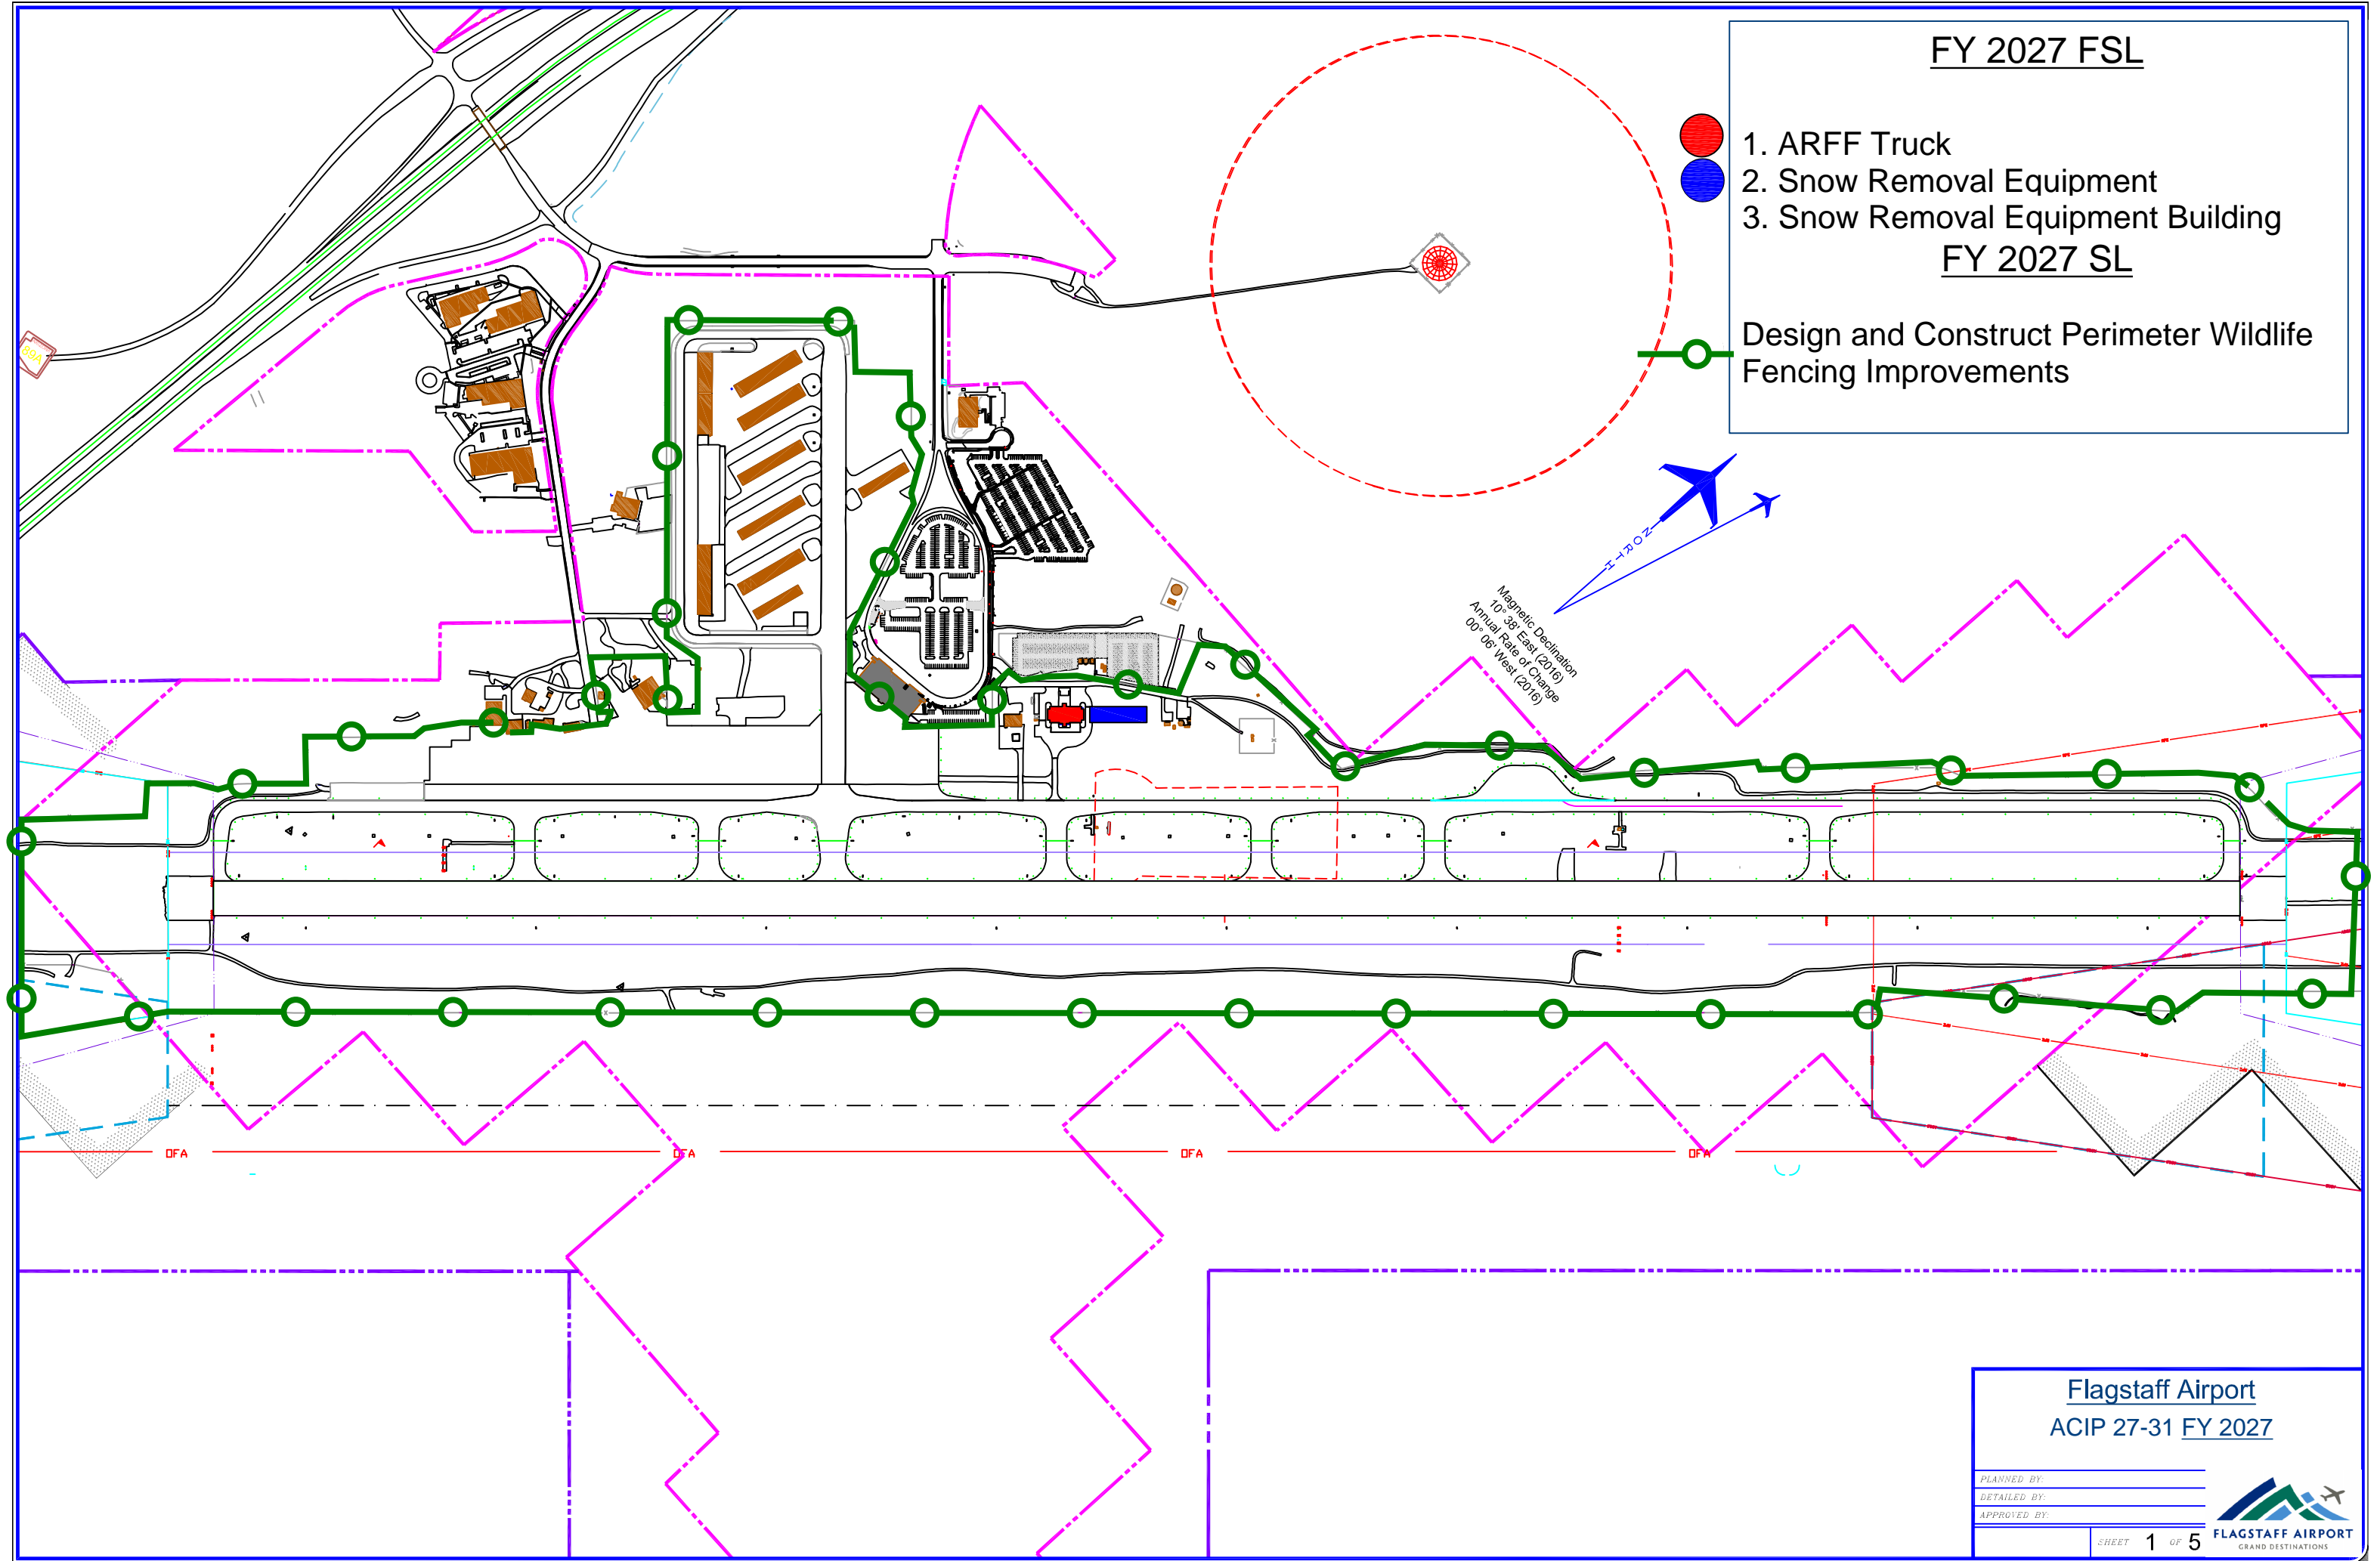 FY 2027 FSL
1. ARFF Truck
2. Snow Removal Equipment
3. Snow Removal Equipment Building
FY 2027 SL
Design and Construct Perimeter Wildlife
Fencing Improvements
89A
NORTH
Magnetic Declination
10° 38' East (2016)
Annual Rate of Change
00° 06' West (2016)
OFA
OFA
OFA
OFA
Flagstaff Airport
ACIP 27-31 FY 2027
PLANNED BY:
DETAILED BY:
APPROVED BY:
SHEET 1 OF 5
FLAGSTAFF AIRPORT
GRAND DESTINATIONS